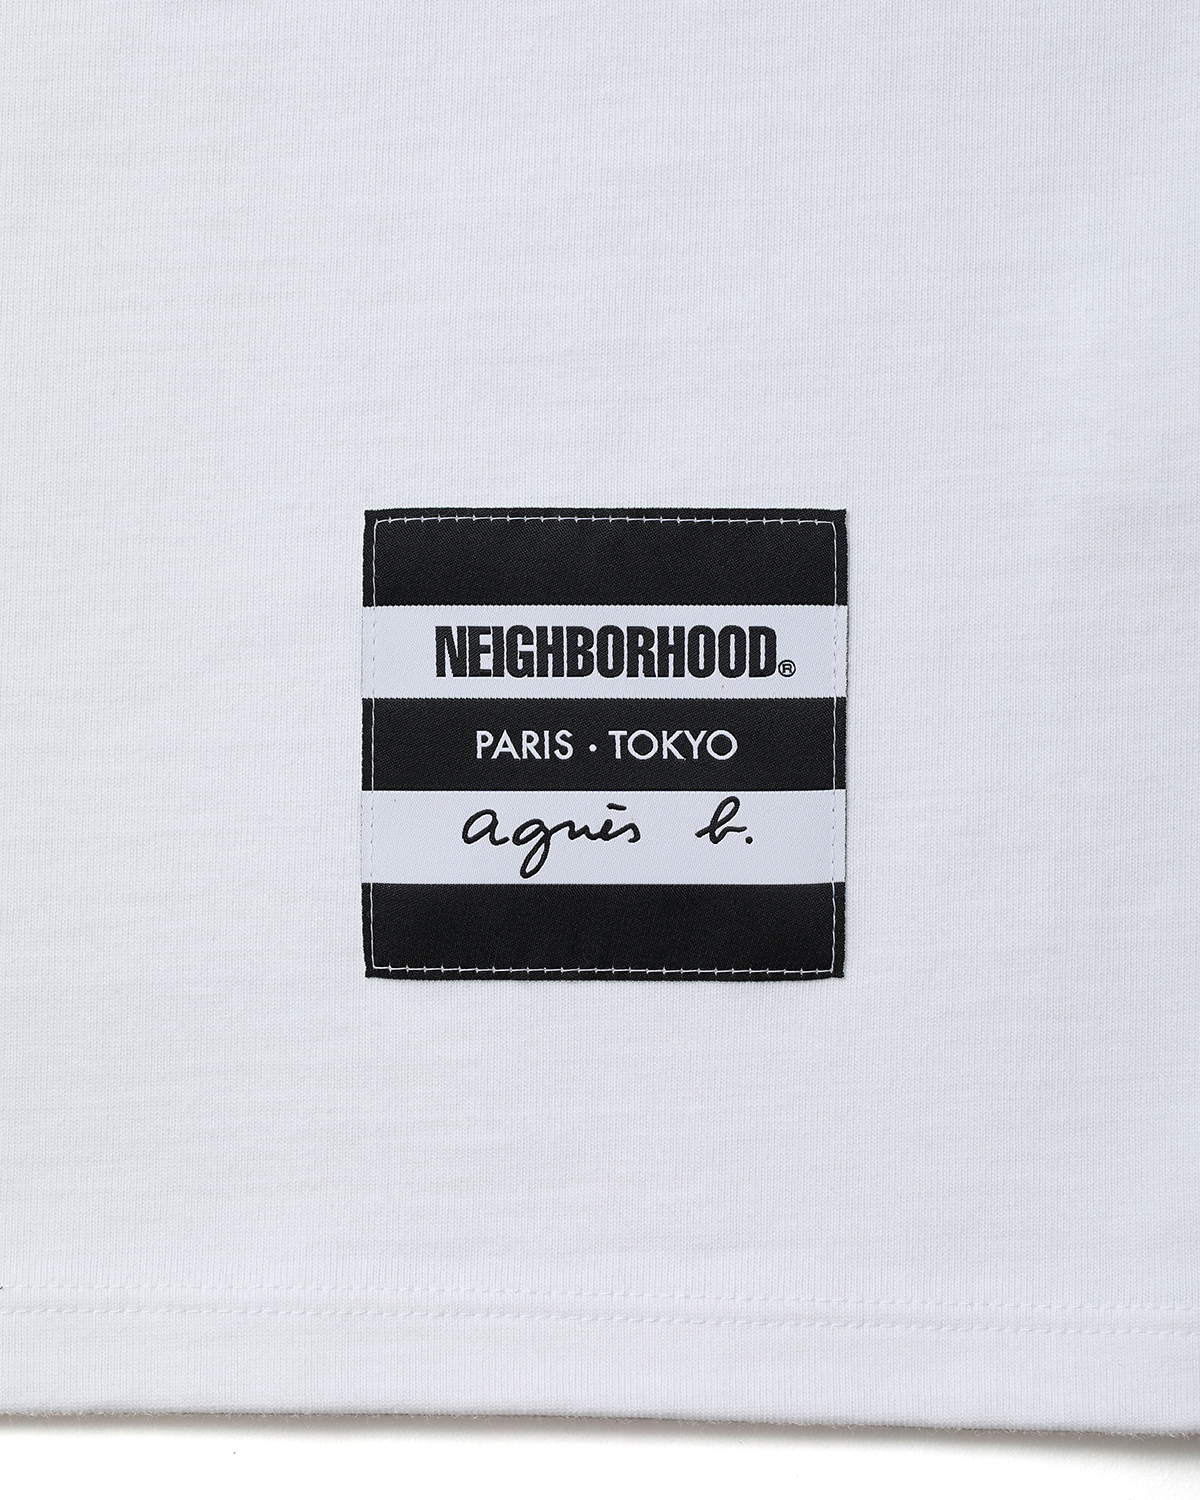 NEIGHBORHOOD®
PARIS · TOKYO
agnès b.